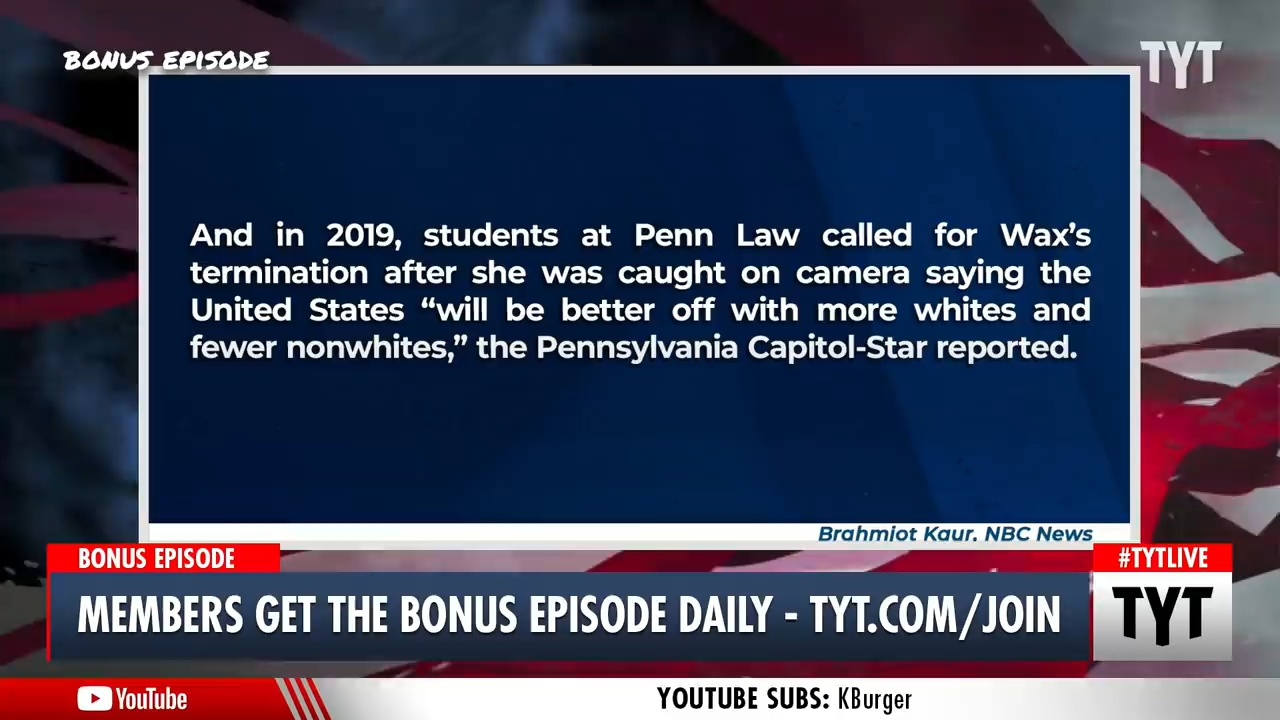 BONUS EPISODE
TYT
And in 2019, students at Penn Law called for Wax’s
termination after she was caught on camera saying the
United States “will be better off with more whites and
fewer nonwhites,” the Pennsylvania Capitol-Star reported.
Brahmjot Kaur, NBC News
BONUS EPISODE
#TYTLIVE
MEMBERS GET THE BONUS EPISODE DAILY - TYT.COM/JOIN
TYT
YouTube
YOUTUBE SUBS: KBurger